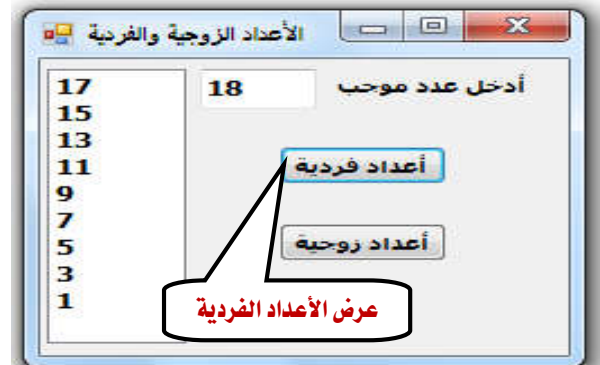 الأعداد الزوجية والفردية
أدخل عدد موجب
18
17
15
13
11
9
7
5
3
1
أعداد فردية
أعداد زوجية
عرض الأعداد الفردية